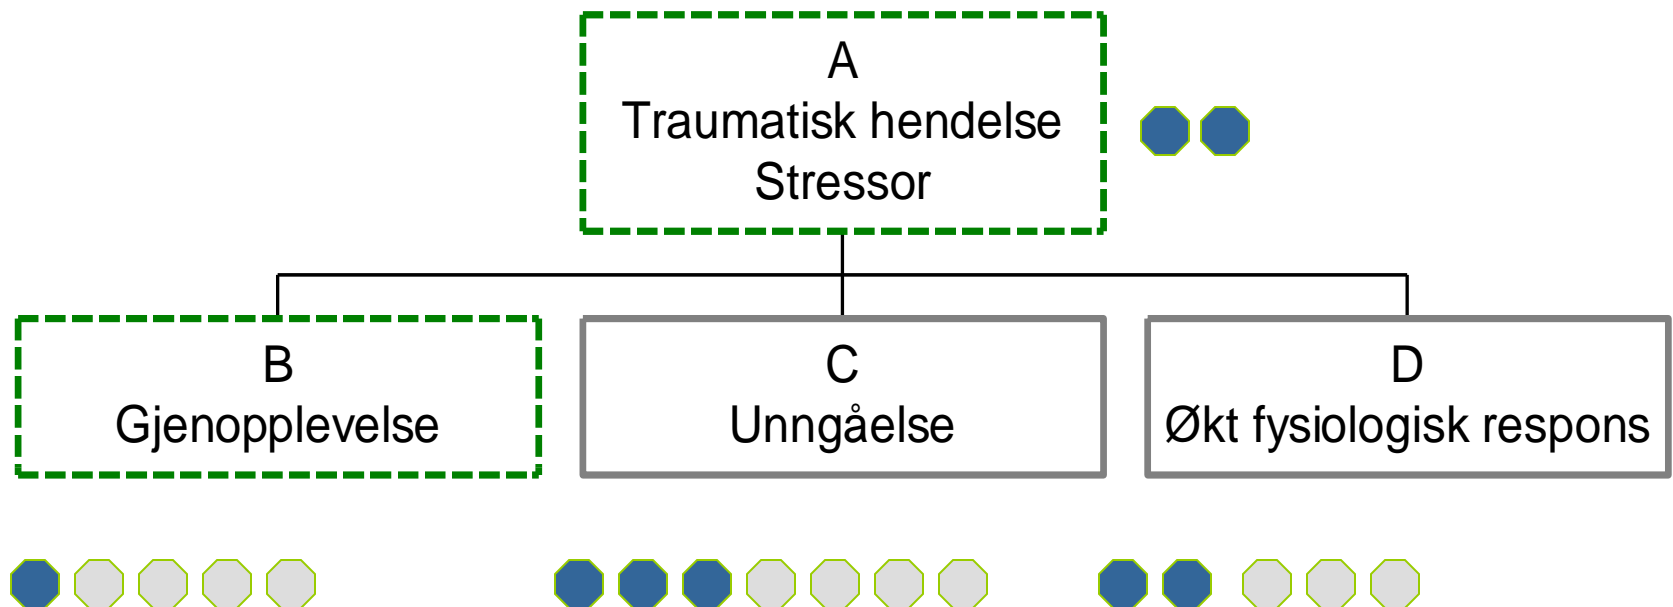 A
Traumatisk hendelse
Stressor
B
Gjenopplevelse
C
Unngåelse
D
Økt fysiologisk respons